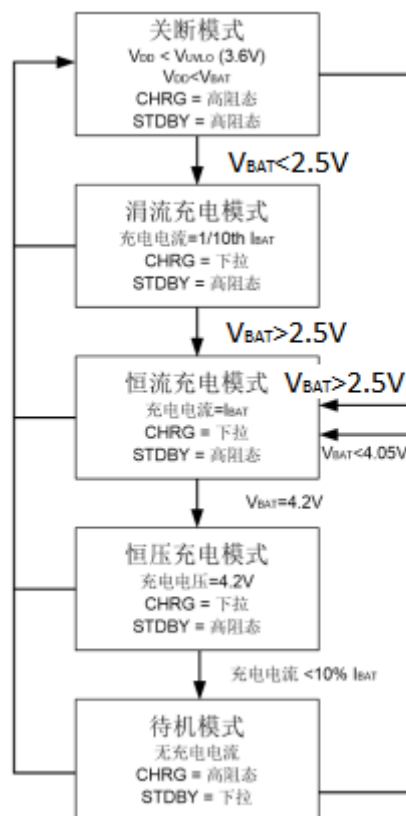 关断模式
VDD < VUVLO (3.6V)
VDD<VBAT
CHRG = 高阻态
STDBY = 高阻态
VBAT<2.5V
涓流充电模式
充电电流=1/10th IBAT
CHRG = 下拉
STDBY = 高阻态
VBAT>2.5V
恒流充电模式
充电电流=IBAT
CHRG = 下拉
STDBY = 高阻态
VBAT>2.5V
VBAT<4.05V
VBAT=4.2V
恒压充电模式
充电电压=4.2V
CHRG = 下拉
STDBY = 高阻态
充电电流 <10% IBAT
待机模式
无充电电流
CHRG = 高阻态
STDBY = 下拉